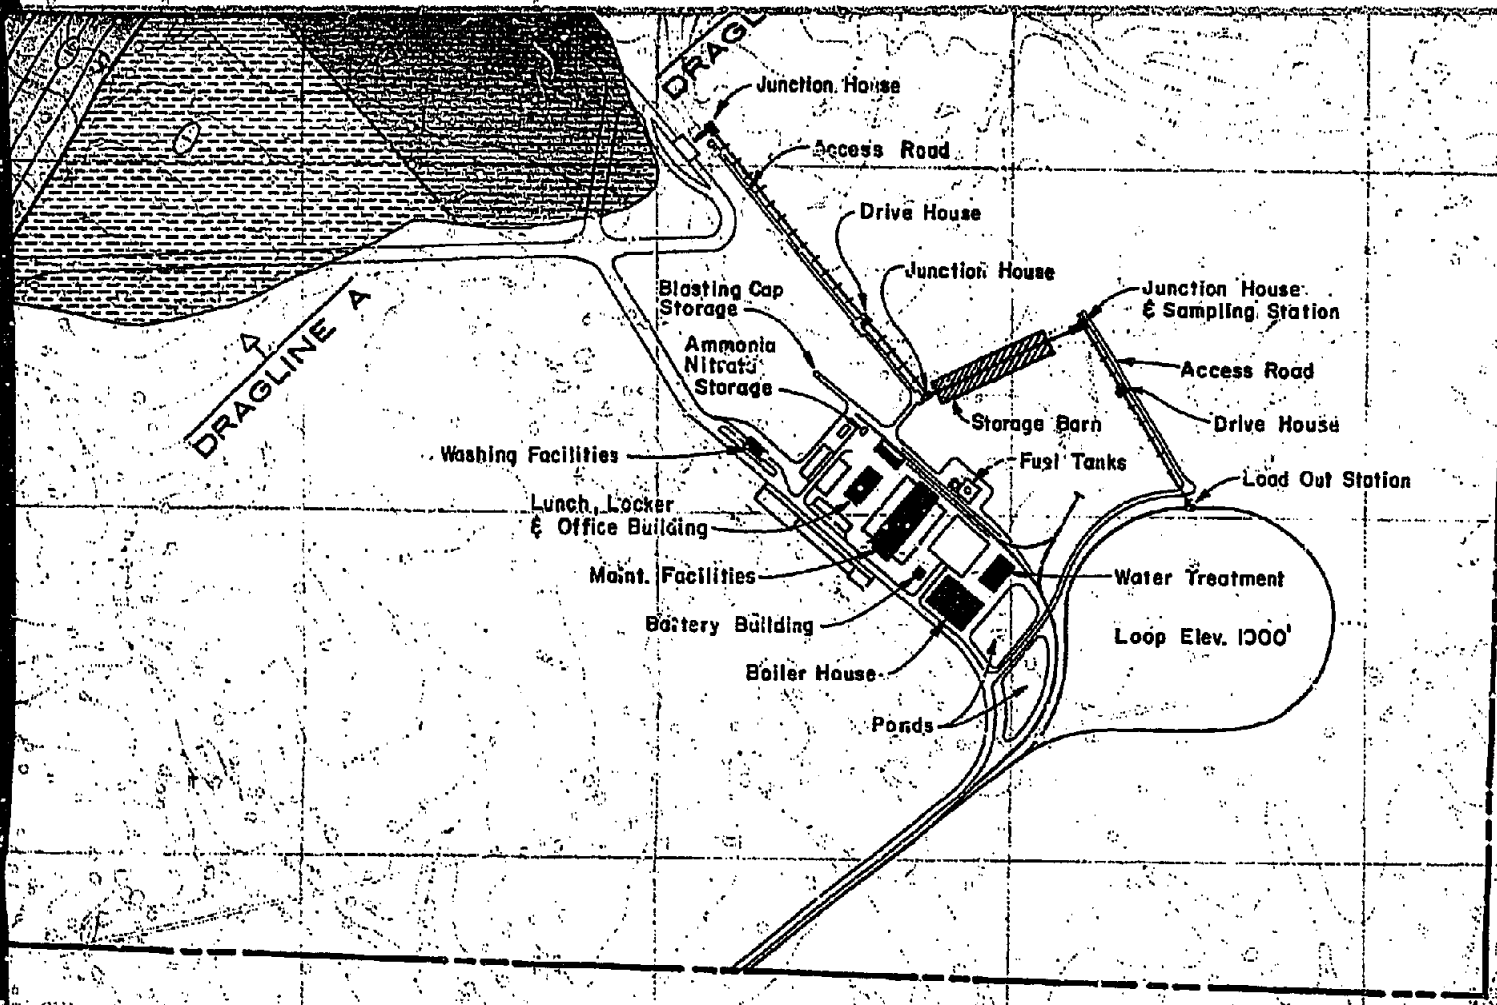 DRAGL
Junction House
Access Road
Drive House
Junction House
Blasting Cap
Storage
Junction House
& Sampling Station
DRAGLINE A
Ammonia
Nitrate
Storage
Access Road
Storage Barn
Drive House
Washing Facilities
Fuel Tanks
Load Out Station
Lunch, Locker
& Office Building
Maint. Facilities
Water Treatment
Battery Building
Loop Elev. 1300'
Boiler House
Ponds
1